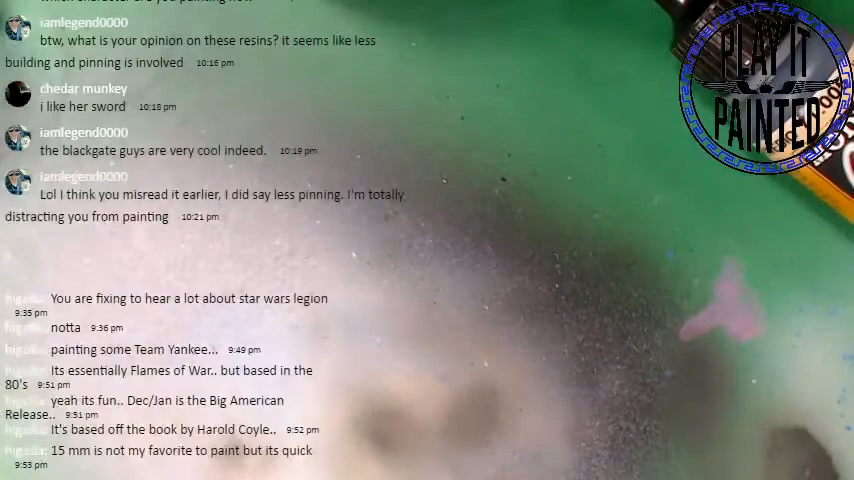 iamlegend0000
btw, what is your opinion on these resins? it seems like less
building and pinning is involved 10:16 pm
chedar munkey
i like her sword 10:18 pm
iamlegend0000
the blackgate guys are very cool indeed. 10:19 pm
iamlegend0000
Lol I think you misread it earlier, I did say less pinning. I'm totally
distracting you from painting 10:21 pm
You are fixing to hear a lot about star wars legion
9:35 pm
notta 9:36 pm
painting some Team Yankee... 9:49 pm
Its essentially Flames of War.. but based in the
80's 9:51 pm
yeah its fun.. Dec/Jan is the Big American
Release.. 9:51 pm
It's based off the book by Harold Coyle.. 9:52 pm
15 mm is not my favorite to paint but its quick
9:53 pm
PLAY IT
PAINTED